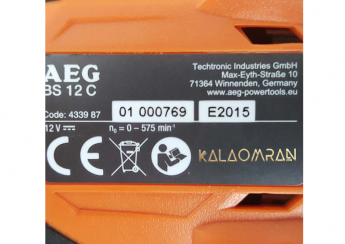 AEG
BS 12 C
Techtronic Industries GmbH
Max-Eyth-Straße 10
71364 Winnenden, Germany
www.aeg-powertools.eu
Code: 4339 87
01 000769
E2015
12 V
n₀ = 0 – 575 min⁻¹
CE
KALAOMRAN